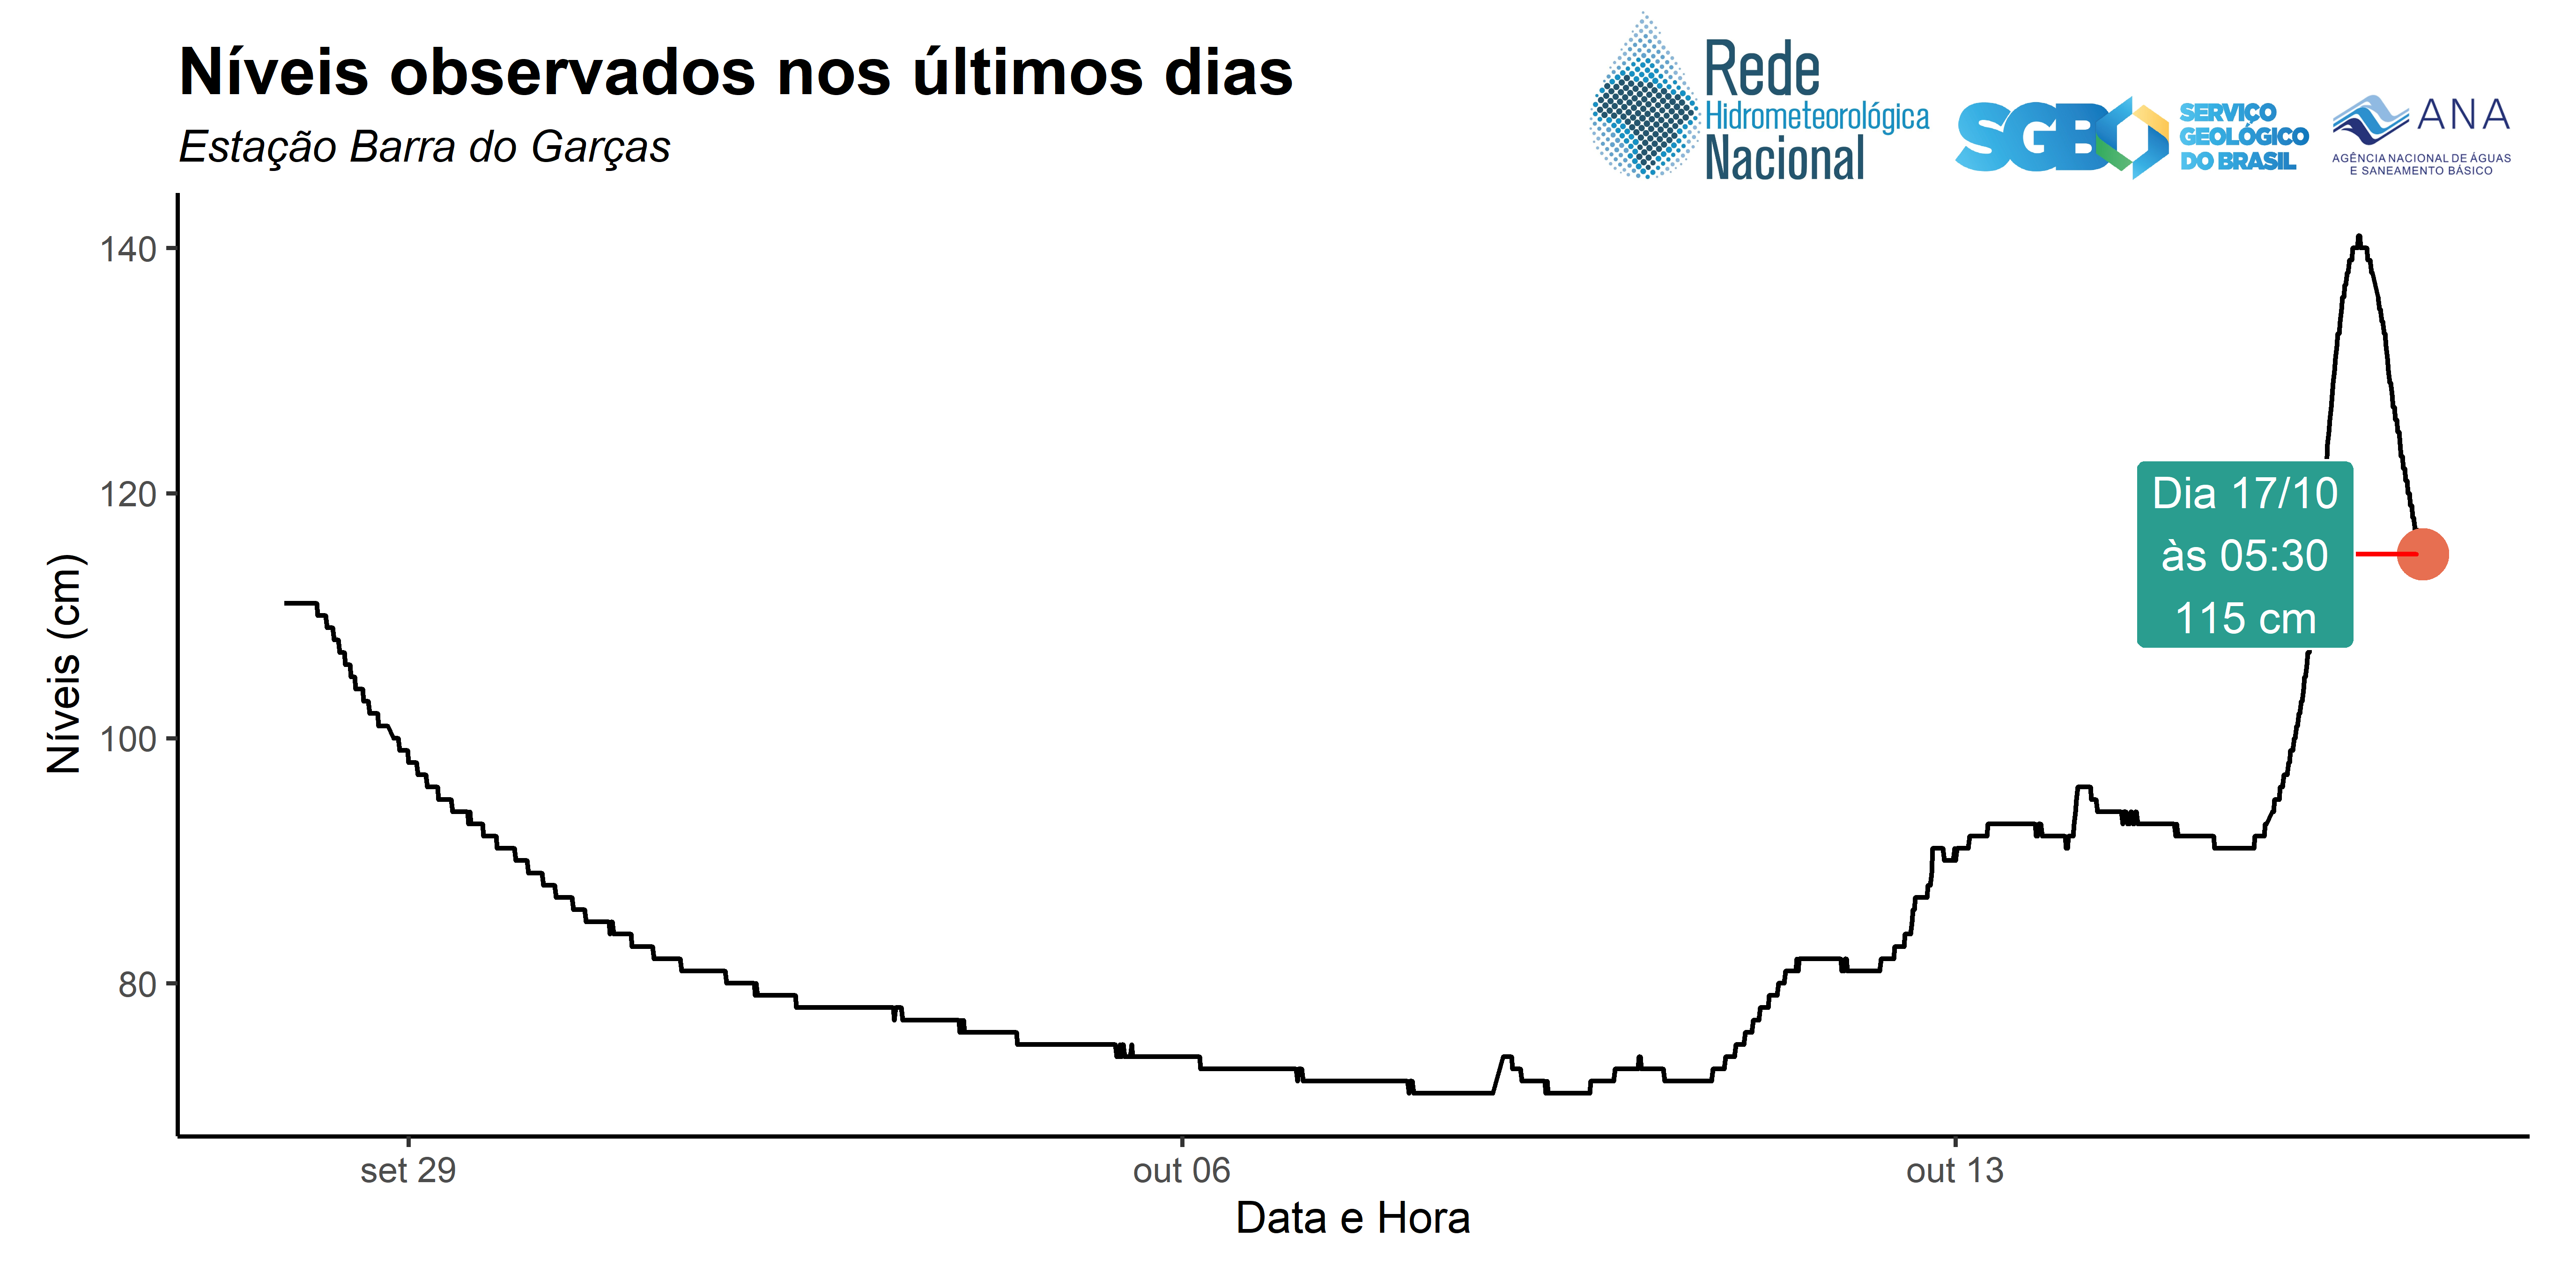 Níveis observados nos últimos dias
Estação Barra do Garças
Rede
Hidrometeorológica
Nacional
SGB
SERVIÇO
GEOLÓGICO
DO BRASIL
ANA
AGÊNCIA NACIONAL DE ÁGUAS
E SANEAMENTO BÁSICO
Níveis (cm)
140
120
100
80
Dia 17/10
às 05:30
115 cm
set 29
out 06
out 13
Data e Hora